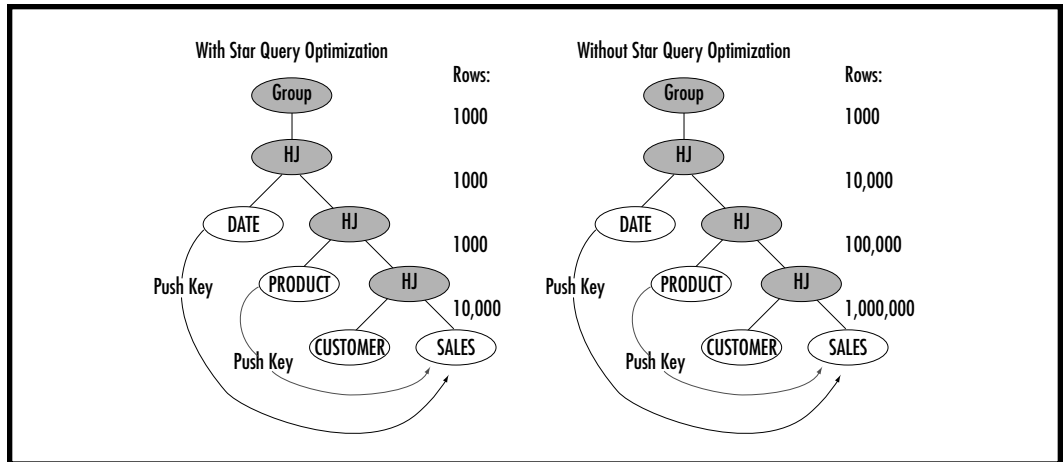 With Star Query Optimization
Rows:
Group
1000
HJ
1000
DATE
HJ
1000
Push Key
PRODUCT
HJ
10,000
CUSTOMER
SALES
Push Key
Without Star Query Optimization
Rows:
Group
1000
HJ
10,000
DATE
HJ
100,000
Push Key
PRODUCT
HJ
1,000,000
CUSTOMER
SALES
Push Key